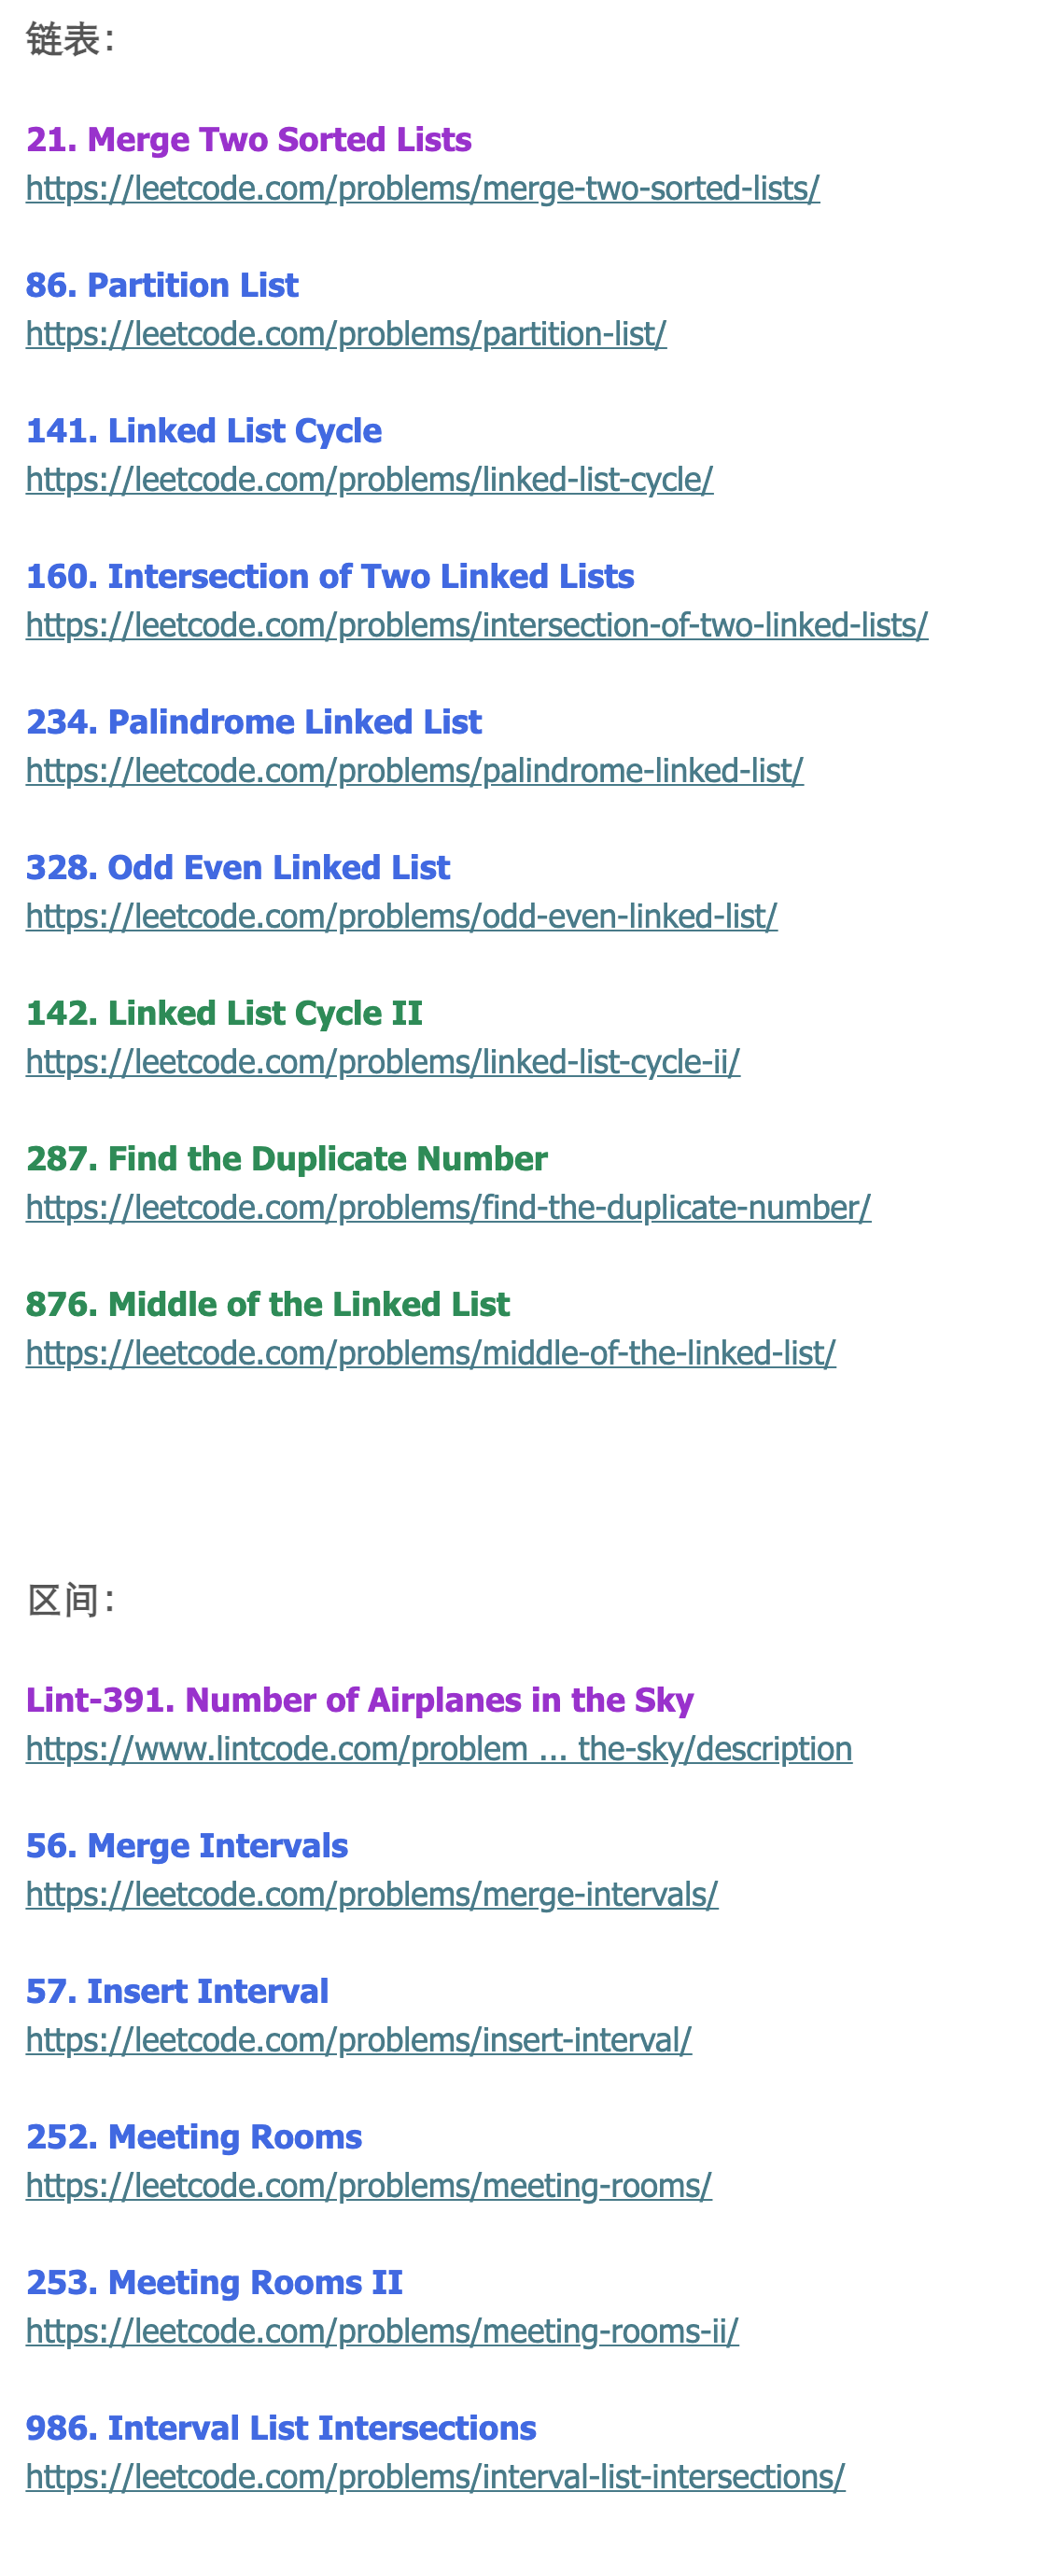 链表：
21. Merge Two Sorted Lists
https://leetcode.com/problems/merge-two-sorted-lists/
86. Partition List
https://leetcode.com/problems/partition-list/
141. Linked List Cycle
https://leetcode.com/problems/linked-list-cycle/
160. Intersection of Two Linked Lists
https://leetcode.com/problems/intersection-of-two-linked-lists/
234. Palindrome Linked List
https://leetcode.com/problems/palindrome-linked-list/
328. Odd Even Linked List
https://leetcode.com/problems/odd-even-linked-list/
142. Linked List Cycle II
https://leetcode.com/problems/linked-list-cycle-ii/
287. Find the Duplicate Number
https://leetcode.com/problems/find-the-duplicate-number/
876. Middle of the Linked List
https://leetcode.com/problems/middle-of-the-linked-list/
区间：
Lint-391. Number of Airplanes in the Sky
https://www.lintcode.com/problem ... the-sky/description
56. Merge Intervals
https://leetcode.com/problems/merge-intervals/
57. Insert Interval
https://leetcode.com/problems/insert-interval/
252. Meeting Rooms
https://leetcode.com/problems/meeting-rooms/
253. Meeting Rooms II
https://leetcode.com/problems/meeting-rooms-ii/
986. Interval List Intersections
https://leetcode.com/problems/interval-list-intersections/